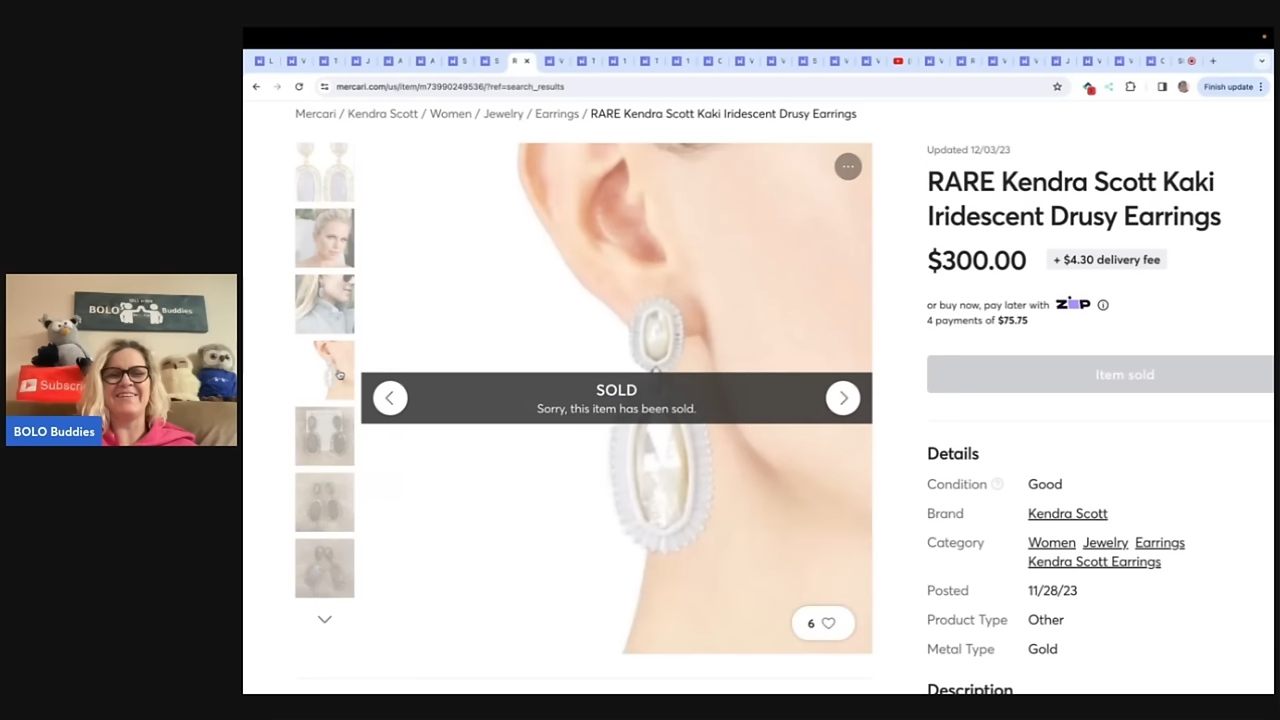 mercari.com/us/item/m73990249536/?ref=search_results
Finish update
Mercari / Kendra Scott / Women / Jewelry / Earrings / RARE Kendra Scott Kaki Iridescent Drusy Earrings
Updated 12/03/23
RARE Kendra Scott Kaki
Iridescent Drusy Earrings
$300.00 + $4.30 delivery fee
or buy now, pay later with ZIP
4 payments of $75.75
Item sold
SOLD
Sorry, this item has been sold.
6
Details
Condition Good
Brand Kendra Scott
Category Women Jewelry Earrings
Kendra Scott Earrings
Posted 11/28/23
Product Type Other
Metal Type Gold
Description
BOLO Buddies
Subscri
BOLO Buddies